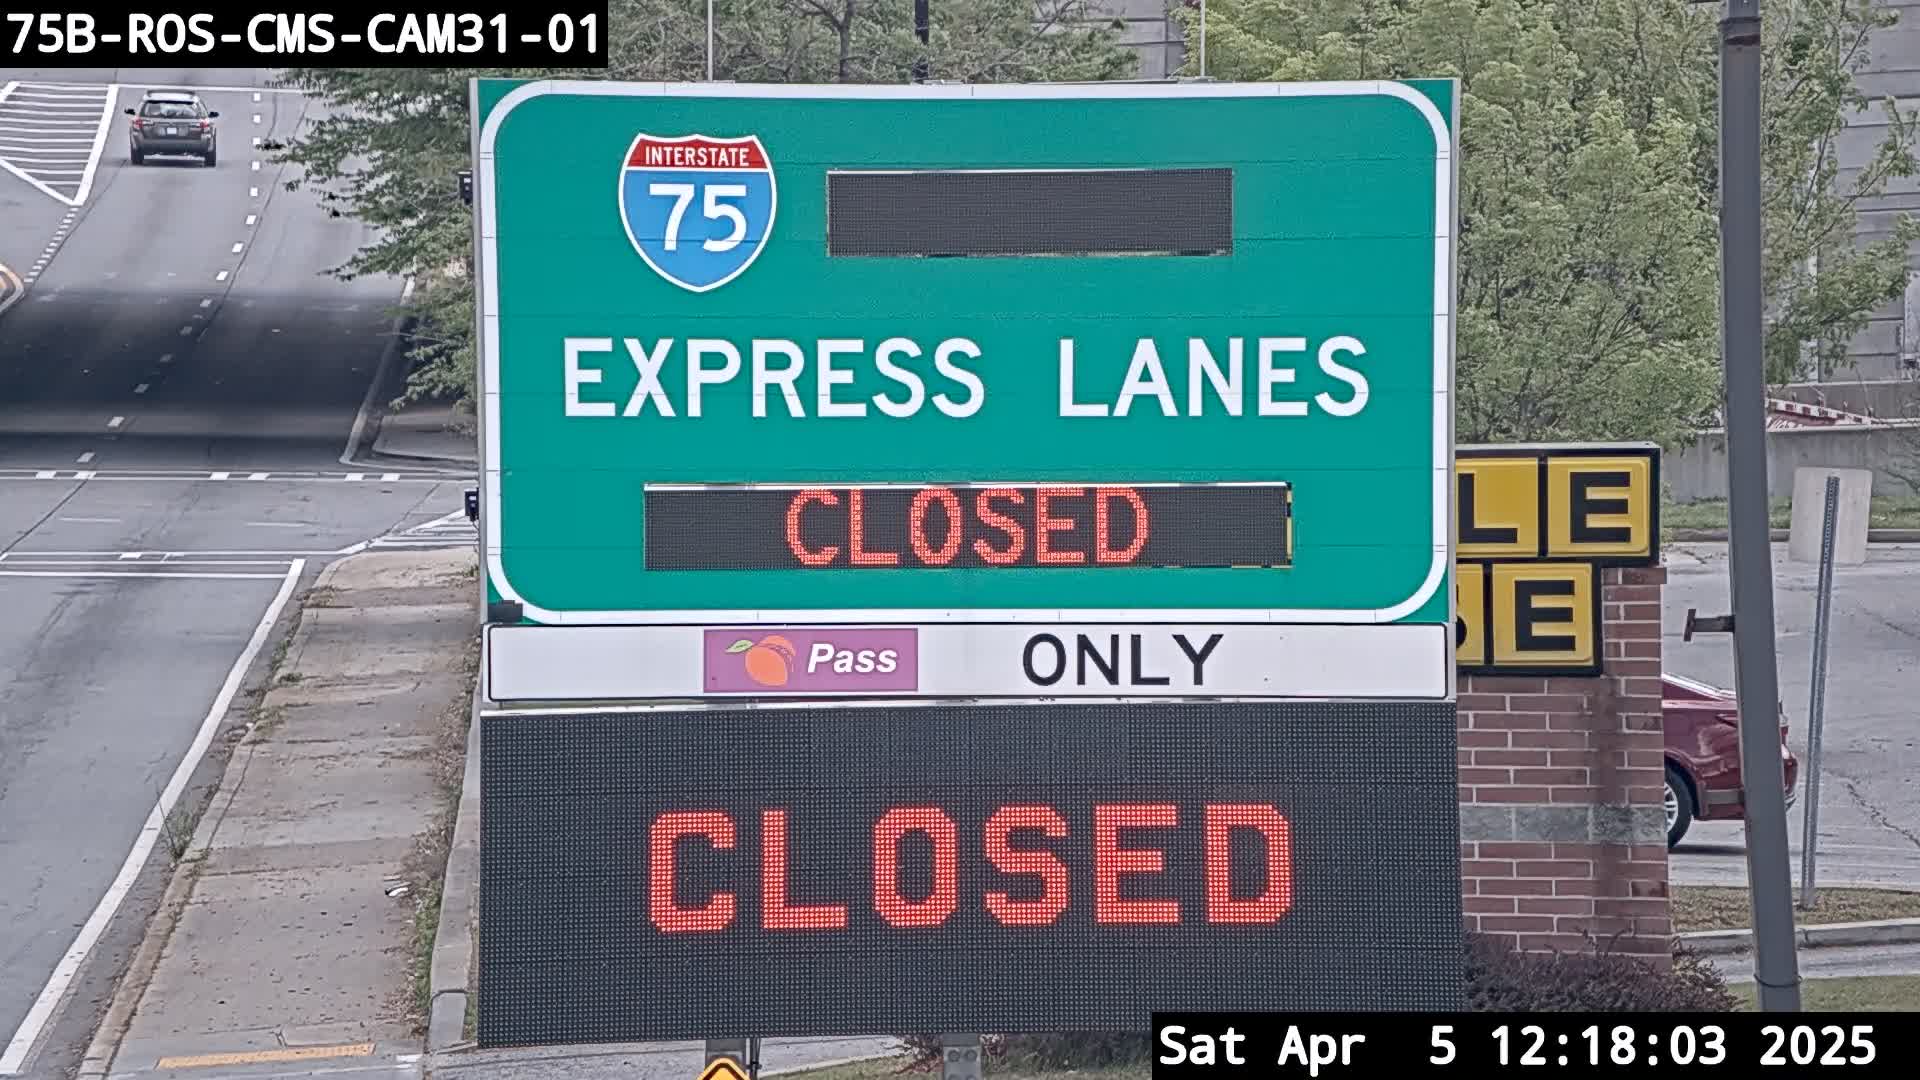 75B-ROS-CMS-CAM31-01
INTERSTATE
75
EXPRESS LANES
CLOSED
Pass ONLY
CLOSED
LE
E
Sat Apr 5 12:18:03 2025